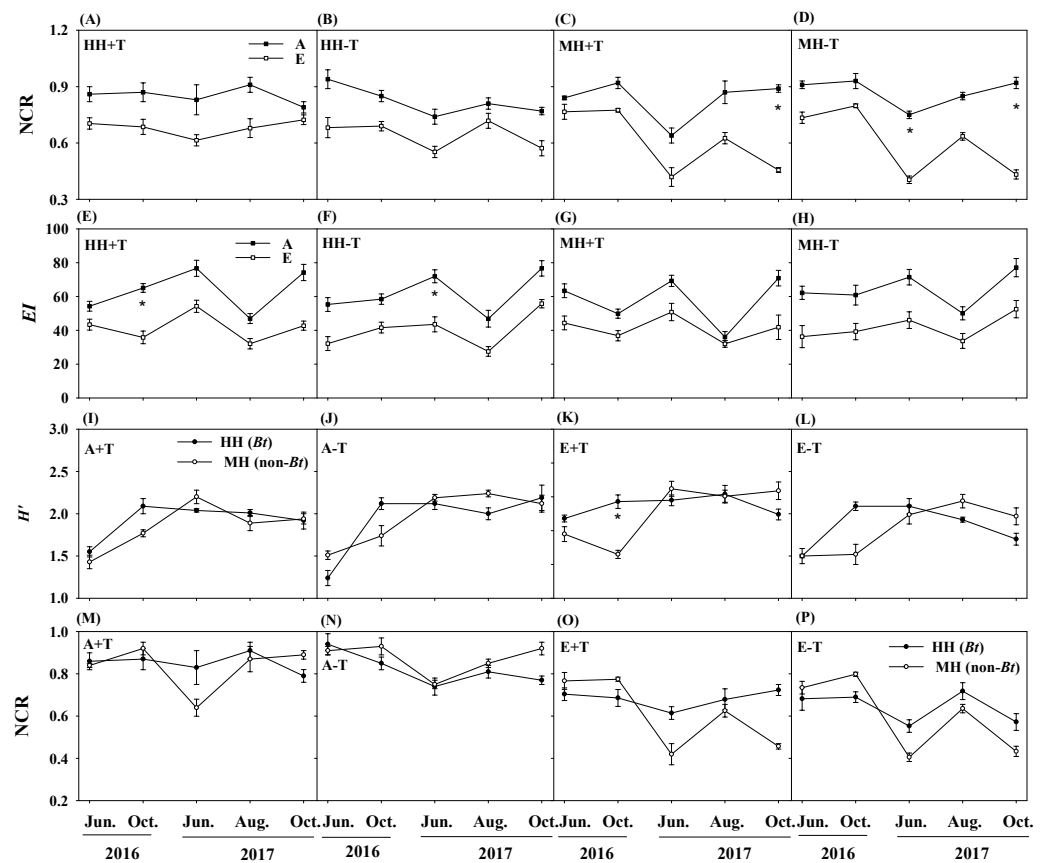 (A) (B) (C) (D)
HH+T A HH-T MH+T MH-T
E
NCR
1.2
0.9
0.6
0.3
* * *
(E) (F) (G) (H)
HH+T A HH-T MH+T MH-T
E
EI
100
80
60
40
20
0
* *
(I) (J) (K) (L)
A+T HH (Bt) A-T E+T E-T
MH (non-Bt)
H'
3.0
2.5
2.0
1.5
1.0
*
(M) (N) (O) (P)
A+T A-T E+T E-T HH (Bt)
MH (non-Bt)
NCR
1.0
0.8
0.6
0.4
0.2
Jun. Oct. Jun. Aug. Oct. Jun. Oct. Jun. Aug. Oct. Jun. Oct. Jun. Aug. Oct. Jun. Oct. Jun. Aug. Oct.
2016 2017 2016 2017 2016 2017 2016 2017